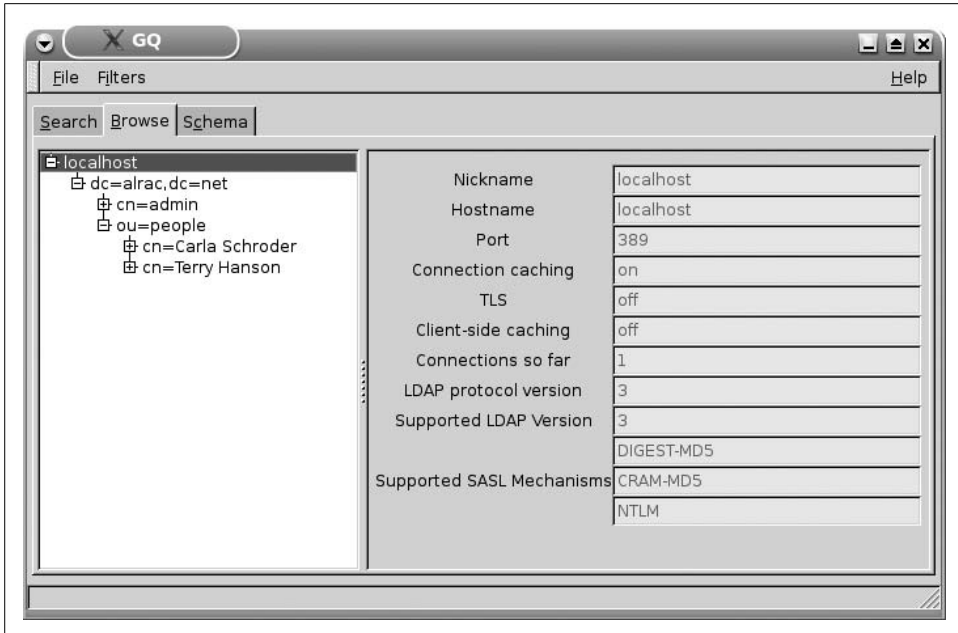 GQ
File Filters Help
Search Browse Schema
localhost
dc=alrac,dc=net
cn=admin
ou=people
cn=Carla Schroder
cn=Terry Hanson
Nickname localhost
Hostname localhost
Port 389
Connection caching on
TLS off
Client-side caching off
Connections so far 1
LDAP protocol version 3
Supported LDAP Version 3
DIGEST-MD5
Supported SASL Mechanisms CRAM-MD5
NTLM